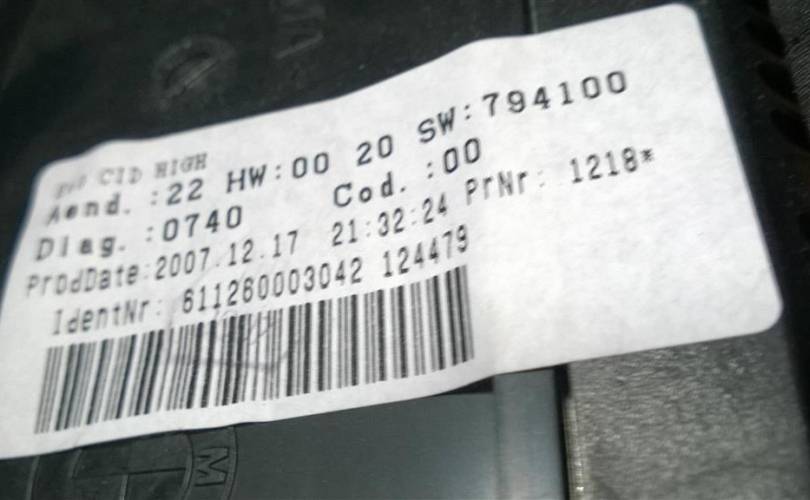 CID HIGH
Aend. :22 HW:00 20 SW:794100
Diag. :0740 Cod. :00
ProdDate:2007.12.17 21:32:24 PrNr: 1218*
IdentNr: 611260003042 124479
M